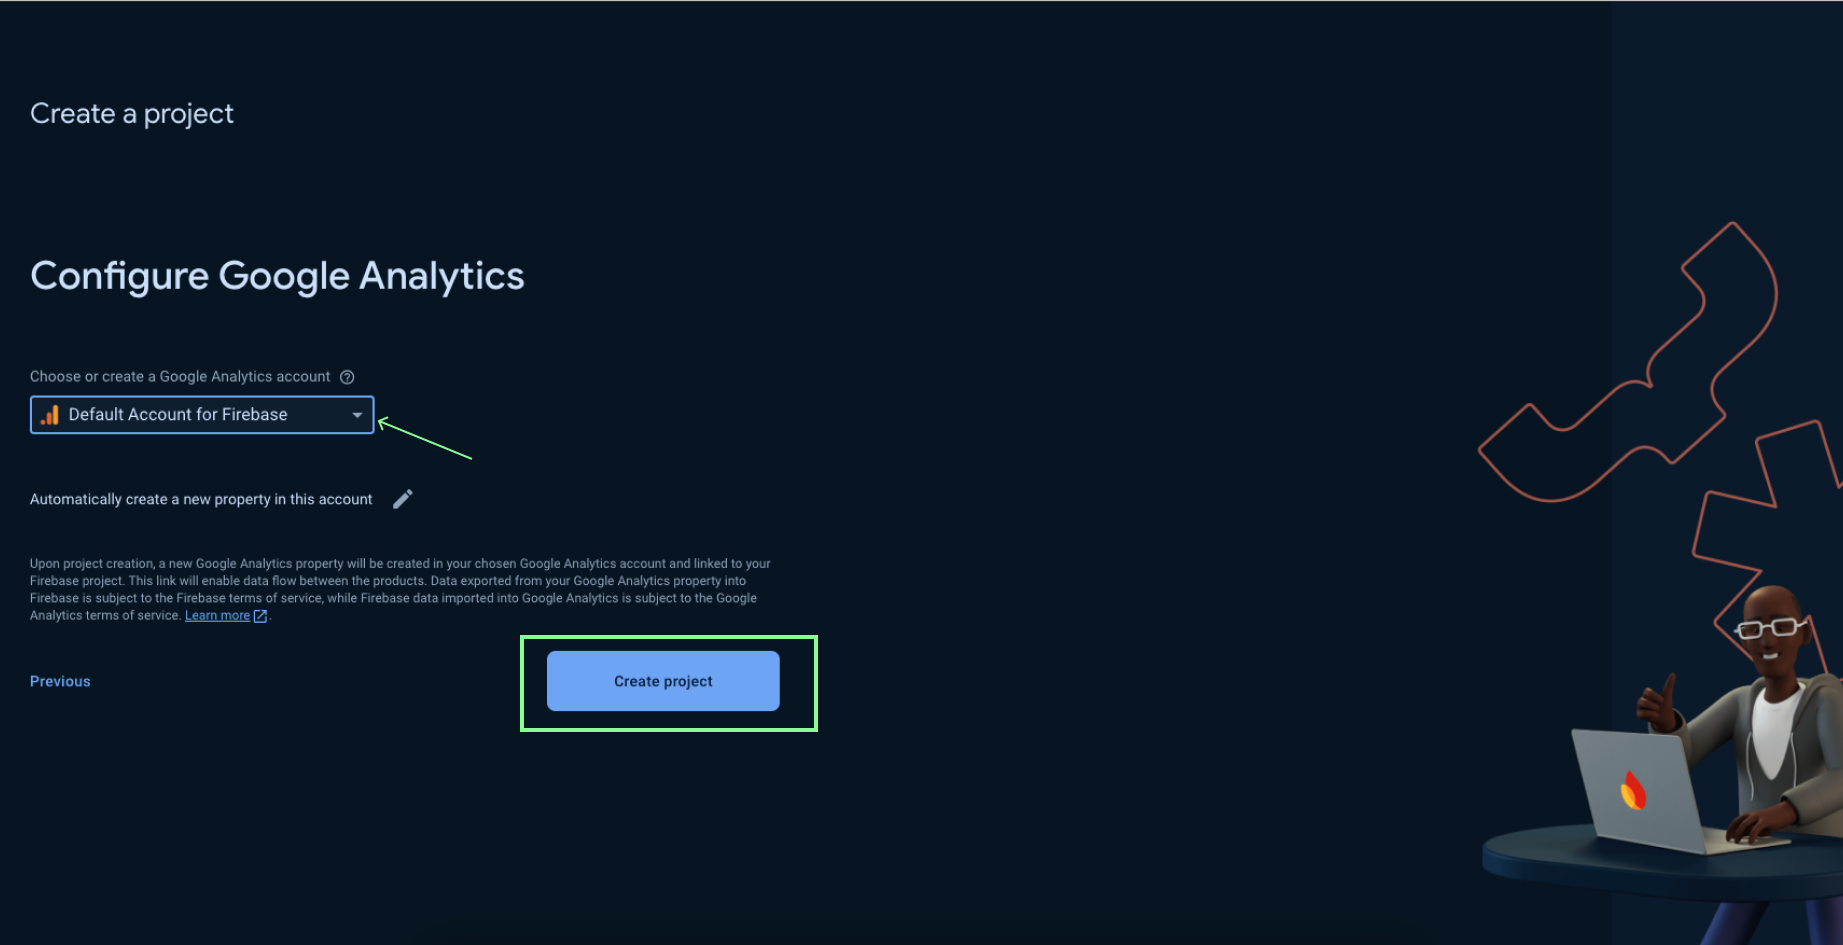 Create a project
Configure Google Analytics
Choose or create a Google Analytics account
Default Account for Firebase
Automatically create a new property in this account
Upon project creation, a new Google Analytics property will be created in your chosen Google Analytics account and linked to your
Firebase project. This link will enable data flow between the products. Data exported from your Google Analytics property into
Firebase is subject to the Firebase terms of service, while Firebase data imported into Google Analytics is subject to the Google
Analytics terms of service. Learn more.
Previous
Create project